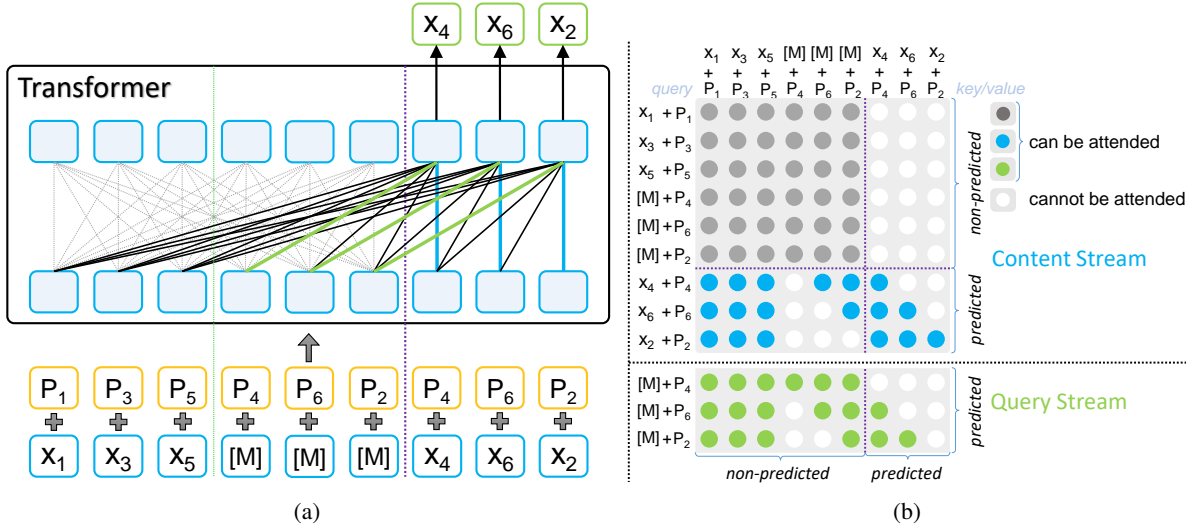 x4 x6 x2
Transformer
P1 P3 P5 P4 P6 P2 P4 P6 P2
x1 x3 x5 [M] [M] [M] x4 x6 x2
(a)
x1 x3 x5 [M] [M] [M] x4 x6 x2
+ + + + + + + + +
query P1 P3 P5 P4 P6 P2 P4 P6 P2 key/value
x1 + P1
x3 + P3
x5 + P5
[M] + P4
[M] + P6
[M] + P2
non-predicted
can be attended
cannot be attended
Content Stream
x4 + P4
x6 + P6
x2 + P2
predicted
[M] + P4
[M] + P6
[M] + P2
predicted
Query Stream
non-predicted predicted
(b)